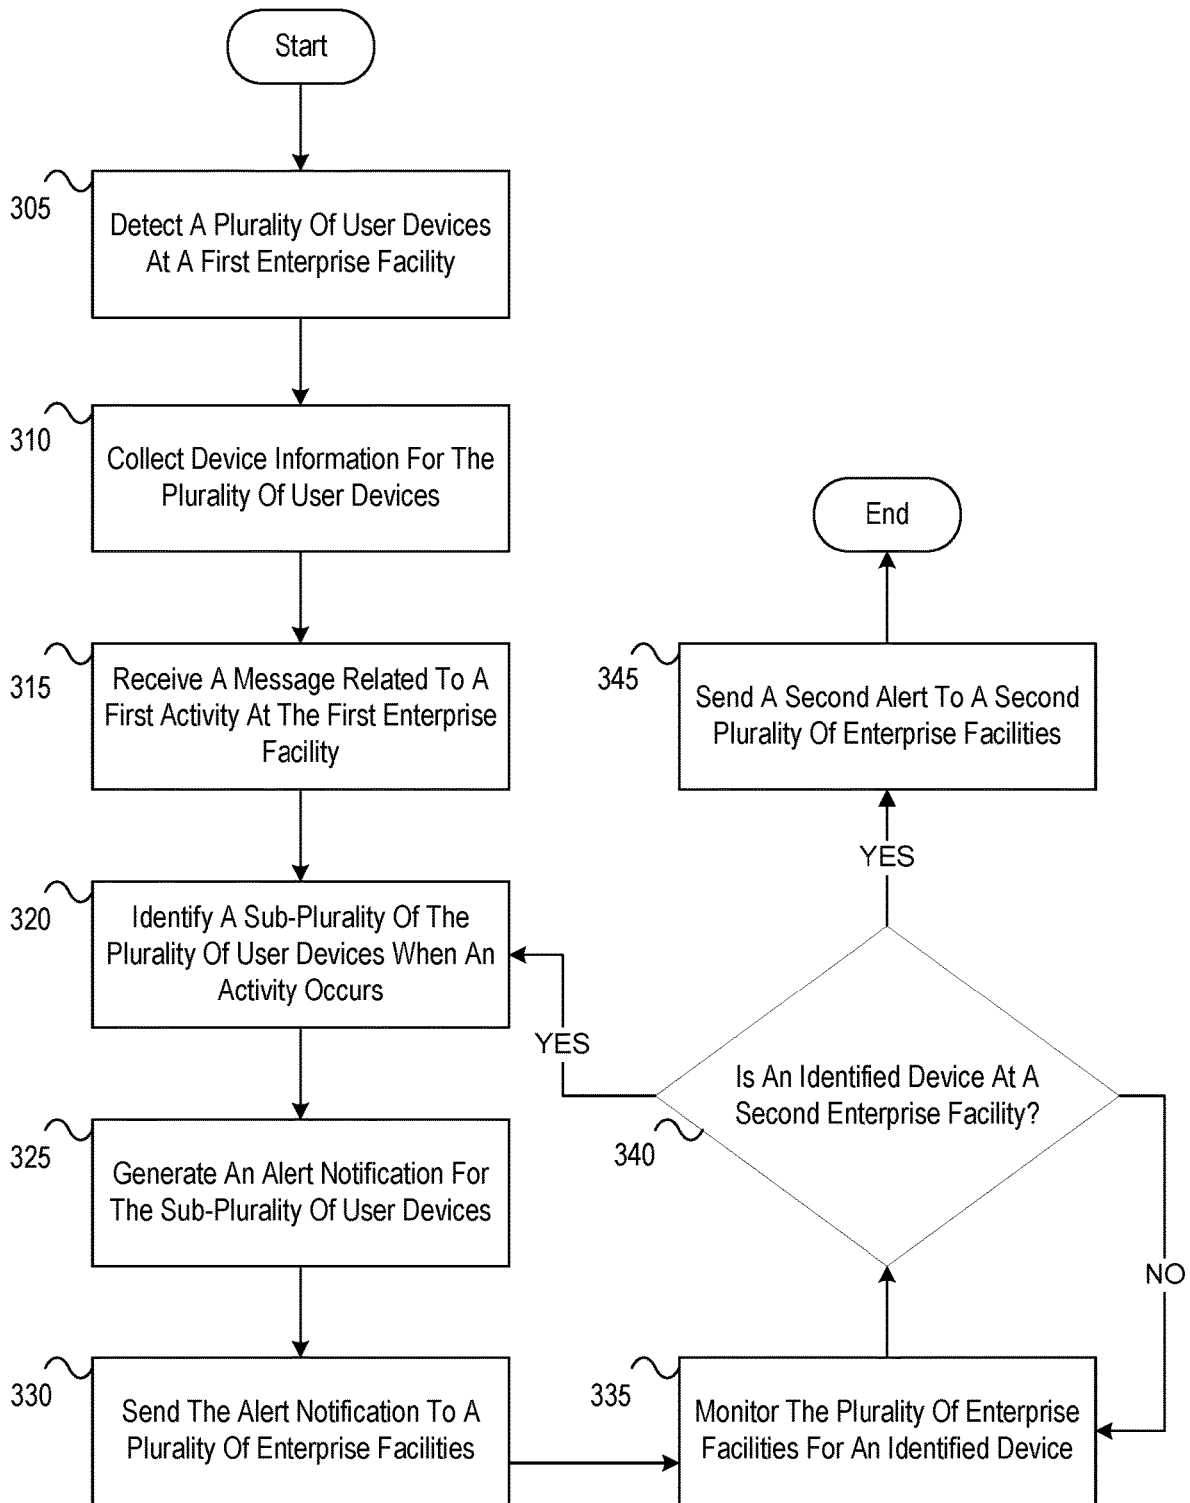 Start
305
Detect A Plurality Of User Devices
At A First Enterprise Facility
310
Collect Device Information For The
Plurality Of User Devices
315
Receive A Message Related To A
First Activity At The First Enterprise
Facility
320
Identify A Sub-Plurality Of The
Plurality Of User Devices When An
Activity Occurs
325
Generate An Alert Notification For
The Sub-Plurality Of User Devices
330
Send The Alert Notification To A
Plurality Of Enterprise Facilities
335
Monitor The Plurality Of Enterprise
Facilities For An Identified Device
340
Is An Identified Device At A
Second Enterprise Facility?
YES
NO
YES
345
Send A Second Alert To A Second
Plurality Of Enterprise Facilities
End